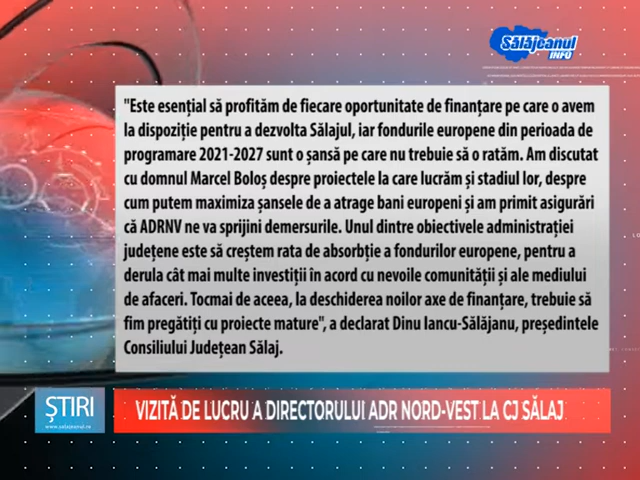 Sălăjeanul
INFO
"Este esențial să profităm de fiecare oportunitate de finanțare pe care o avem
la dispoziție pentru a dezvolta Sălajul, iar fondurile europene din perioada de
programare 2021-2027 sunt o șansă pe care nu trebuie să o ratăm. Am discutat
cu domnul Marcel Boloș despre proiectele la care lucrăm și stadiul lor, despre
cum putem maximiza șansele de a atrage bani europeni și am primit asigurări
că ADRNV ne va sprijini demersurile. Unul dintre obiectivele administrației
județene este să creștem rata de absorbție a fondurilor europene, pentru a
derula cât mai multe investiții în acord cu nevoile comunității și ale mediului
de afaceri. Tocmai de aceea, la deschiderea noilor axe de finanțare, trebuie să
fim pregătiți cu proiecte mature", a declarat Dinu Iancu-Sălăjanu, președintele
Consiliului Județean Sălaj.
ȘTIRI
www.salajeanul.ro
VIZITĂ DE LUCRU A DIRECTORULUI ADR NORD-VEST LA CJ SĂLAJ